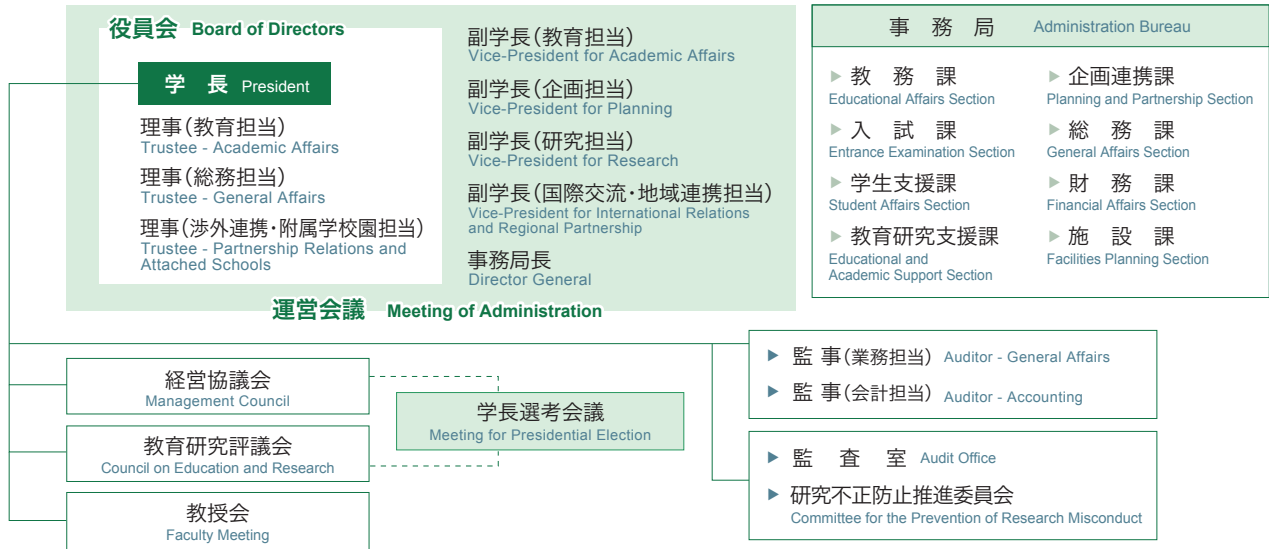 役員会 Board of Directors
学 長 President
理事（教育担当）
Trustee - Academic Affairs
理事（総務担当）
Trustee - General Affairs
理事（渉外連携・附属学校園担当）
Trustee - Partnership Relations and
Attached Schools
副学長（教育担当）
Vice-President for Academic Affairs
副学長（企画担当）
Vice-President for Planning
副学長（研究担当）
Vice-President for Research
副学長（国際交流・地域連携担当）
Vice-President for International Relations
and Regional Partnership
事務局長
Director General
運営会議 Meeting of Administration
事 務 局 Administration Bureau
教 務 課
Educational Affairs Section
入 試 課
Entrance Examination Section
学生支援課
Student Affairs Section
教育研究支援課
Educational and
Academic Support Section
企画連携課
Planning and Partnership Section
総 務 課
General Affairs Section
財 務 課
Financial Affairs Section
施 設 課
Facilities Planning Section
経営協議会
Management Council
教育研究評議会
Council on Education and Research
教授会
Faculty Meeting
学長選考会議
Meeting for Presidential Election
監 事（業務担当） Auditor - General Affairs
監 事（会計担当） Auditor - Accounting
監 査 室 Audit Office
研究不正防止推進委員会
Committee for the Prevention of Research Misconduct